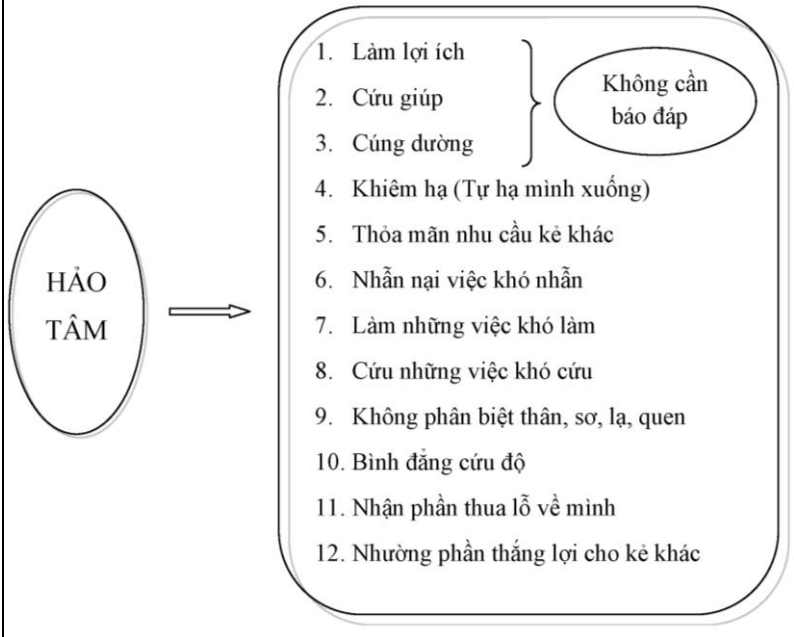 HẢO
TÂM
1. Làm lợi ích
2. Cứu giúp
3. Cúng dường
Không cần
báo đáp
4. Khiêm hạ (Tự hạ mình xuống)
5. Thỏa mãn nhu cầu kẻ khác
6. Nhẫn nại việc khó nhẫn
7. Làm những việc khó làm
8. Cứu những việc khó cứu
9. Không phân biệt thân, sơ, lạ, quen
10. Bình đẳng cứu độ
11. Nhận phần thua lỗ về mình
12. Nhường phần thắng lợi cho kẻ khác